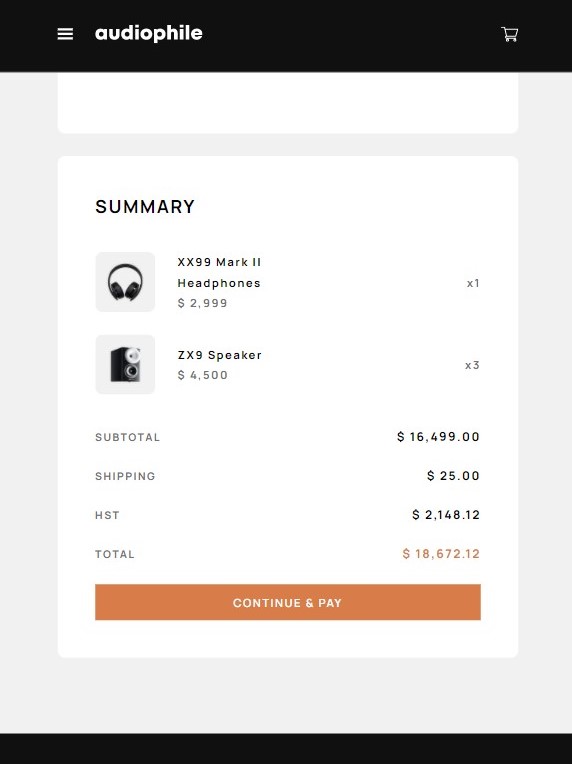 audiophile
SUMMARY
XX99 Mark II
Headphones
$ 2,999
x1
ZX9 Speaker
$ 4,500
x3
SUBTOTAL $ 16,499.00
SHIPPING $ 25.00
HST $ 2,148.12
TOTAL $ 18,672.12
CONTINUE & PAY